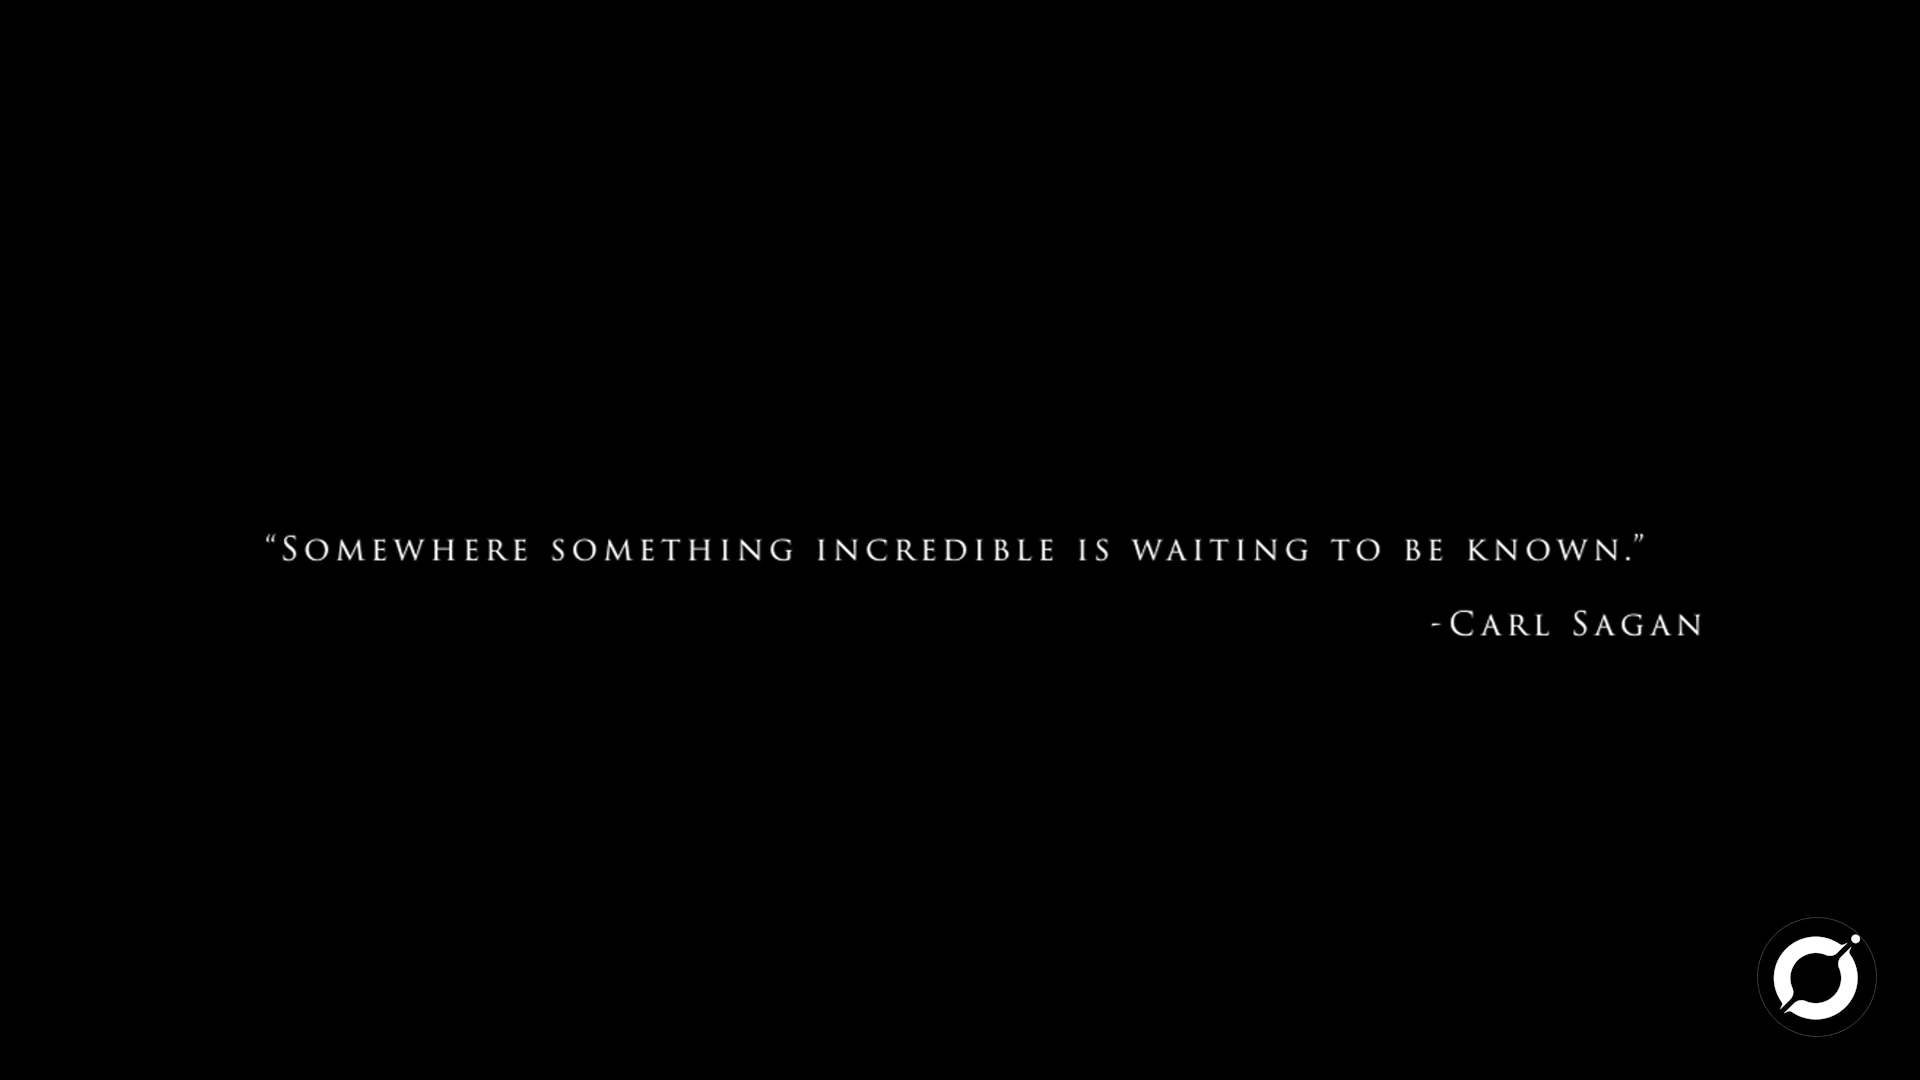 “Somewhere something incredible is waiting to be known.”
-Carl Sagan